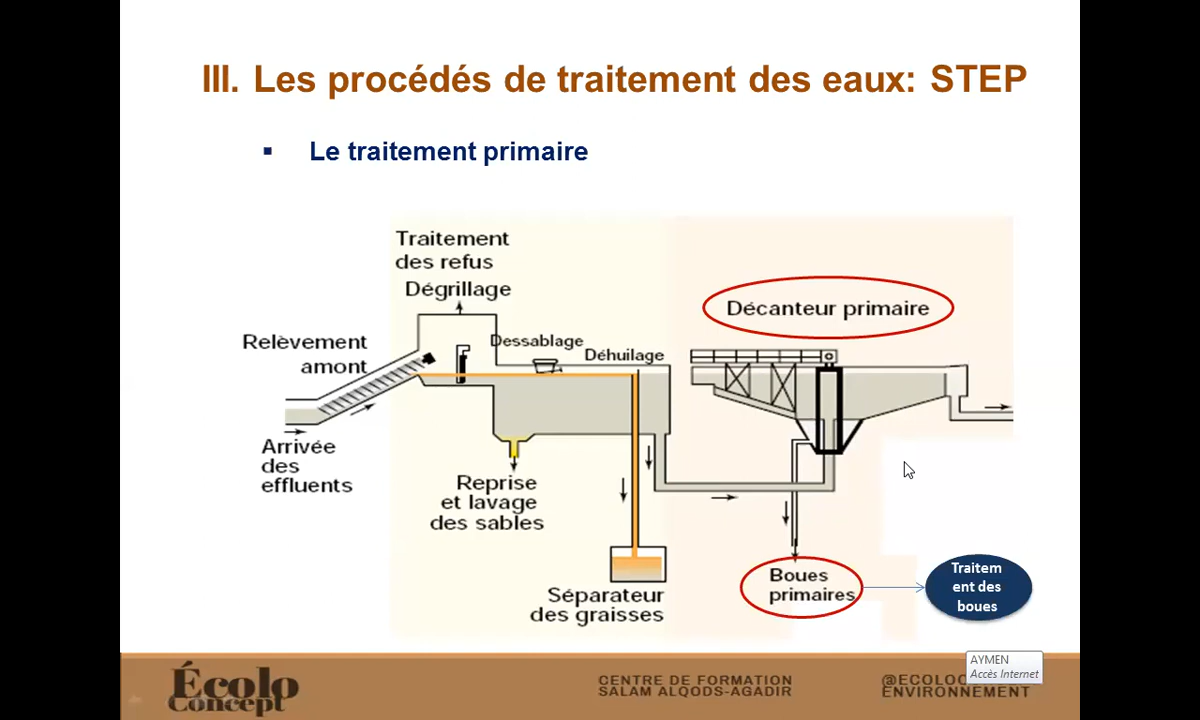 III. Les procédés de traitement des eaux: STEP
▪ Le traitement primaire
Traitement
des refus
Dégrillage
Relèvement
amont
Dessablage
Déhuilage
Décanteur primaire
Arrivée
des
effluents
Reprise
et lavage
des sables
Séparateur
des graisses
Boues
primaires
Traitem
ent des
boues
Écolo
Concept
CENTRE DE FORMATION
SALAM ALQODS-AGADIR
ENVIRONNEMENT
AYMEN
Accès Internet